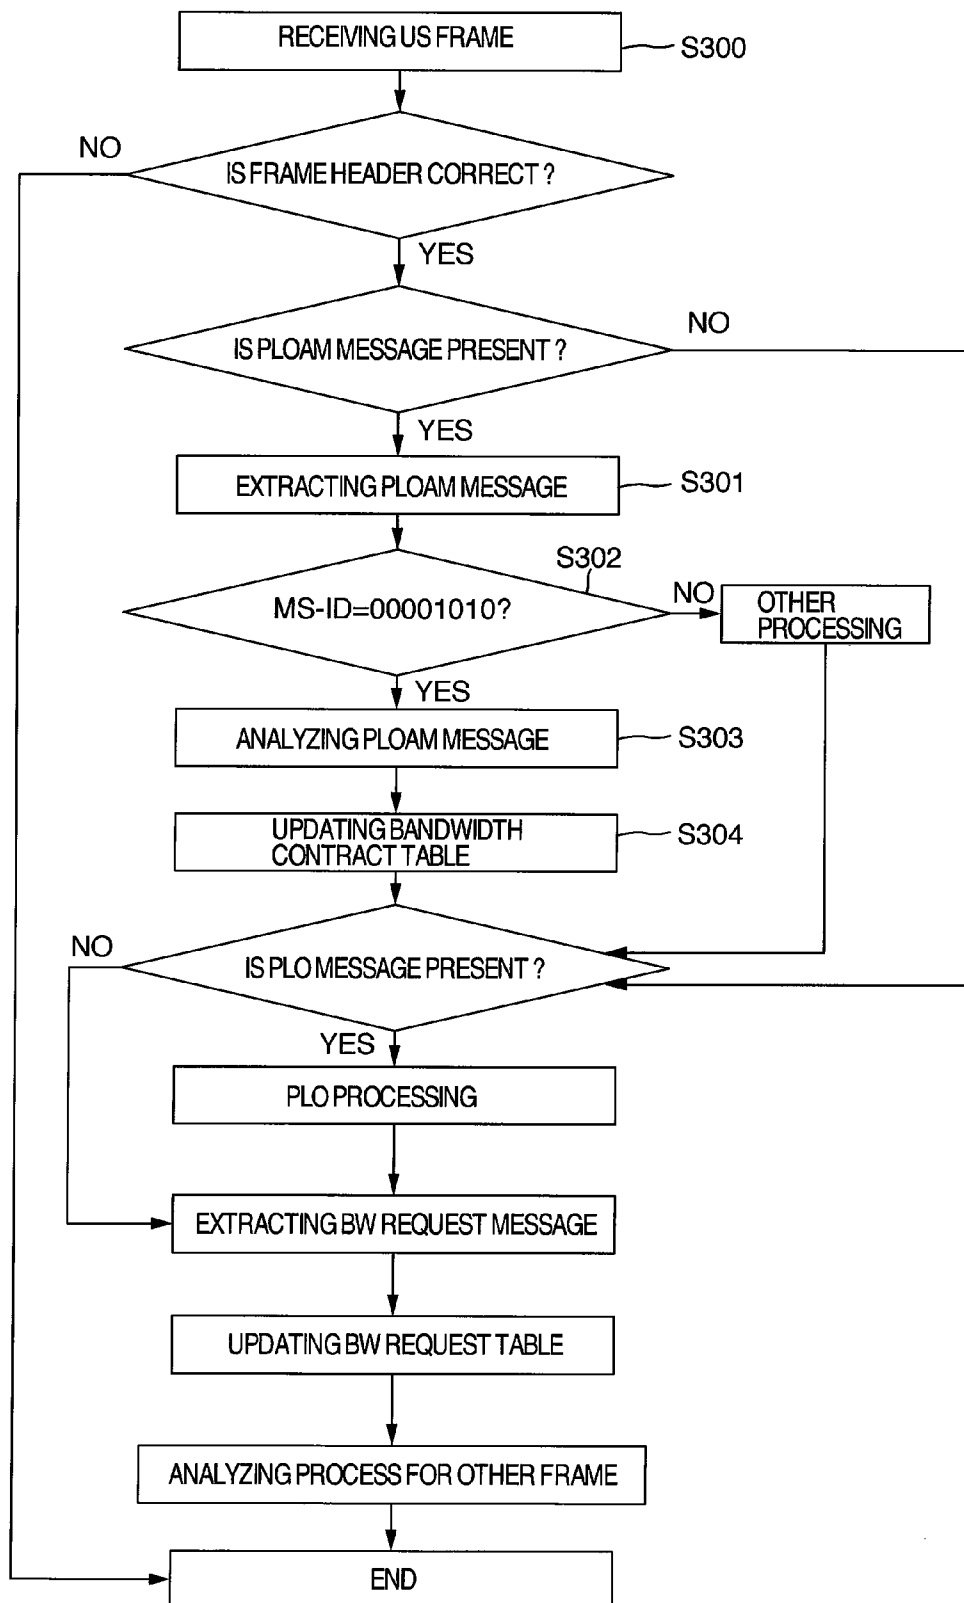 RECEIVING US FRAME
S300
NO
IS FRAME HEADER CORRECT ?
YES
NO
IS PLOAM MESSAGE PRESENT ?
YES
EXTRACTING PLOAM MESSAGE
S301
S302
MS-ID=00001010?
NO
OTHER
PROCESSING
YES
ANALYZING PLOAM MESSAGE
S303
UPDATING BANDWIDTH
CONTRACT TABLE
S304
NO
IS PLO MESSAGE PRESENT ?
YES
PLO PROCESSING
EXTRACTING BW REQUEST MESSAGE
UPDATING BW REQUEST TABLE
ANALYZING PROCESS FOR OTHER FRAME
END